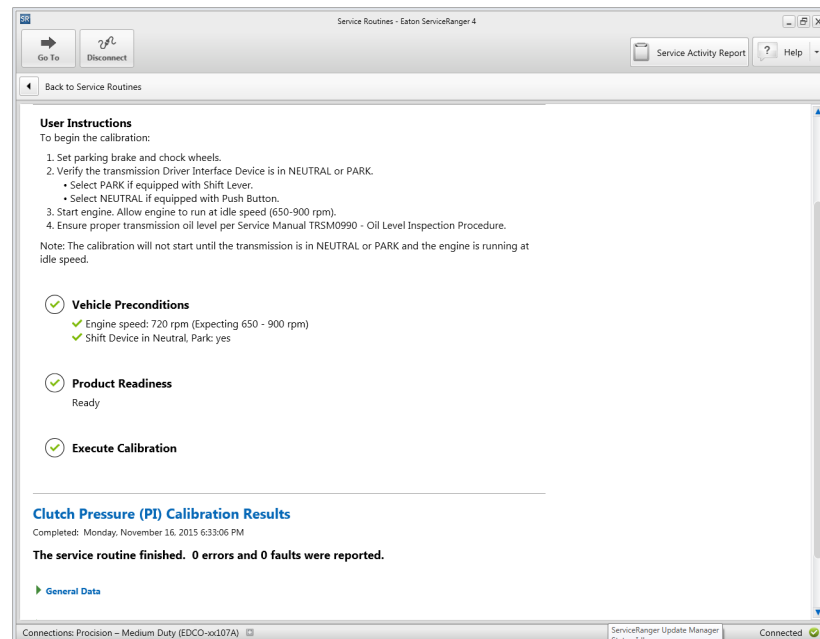 SR
Service Routines - Eaton ServiceRanger 4
Go To
Disconnect
Service Activity Report
? Help
Back to Service Routines
User Instructions
To begin the calibration:
1. Set parking brake and chock wheels.
2. Verify the transmission Driver Interface Device is in NEUTRAL or PARK.
• Select PARK if equipped with Shift Lever.
• Select NEUTRAL if equipped with Push Button.
3. Start engine. Allow engine to run at idle speed (650-900 rpm).
4. Ensure proper transmission oil level per Service Manual TRSM0990 - Oil Level Inspection Procedure.
Note: The calibration will not start until the transmission is in NEUTRAL or PARK and the engine is running at
idle speed.
Vehicle Preconditions
Engine speed: 720 rpm (Expecting 650 - 900 rpm)
Shift Device in Neutral, Park: yes
Product Readiness
Ready
Execute Calibration
Clutch Pressure (PI) Calibration Results
Completed: Monday, November 16, 2015 6:33:06 PM
The service routine finished. 0 errors and 0 faults were reported.
General Data
Connections: Procision – Medium Duty (EDCO-xx107A)
ServiceRanger Update Manager
Connected